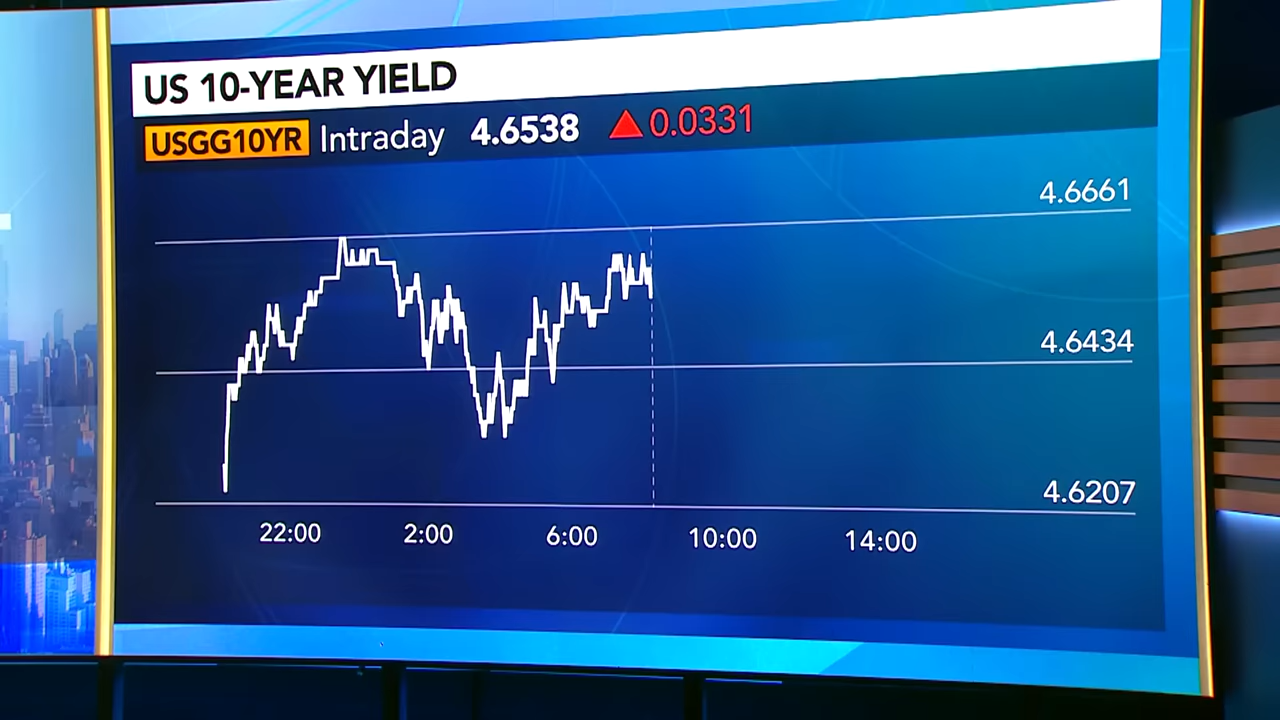 US 10-YEAR YIELD
USGG10YR Intraday 4.6538 ▲0.0331
4.6661
4.6434
4.6207
22:00 2:00 6:00 10:00 14:00